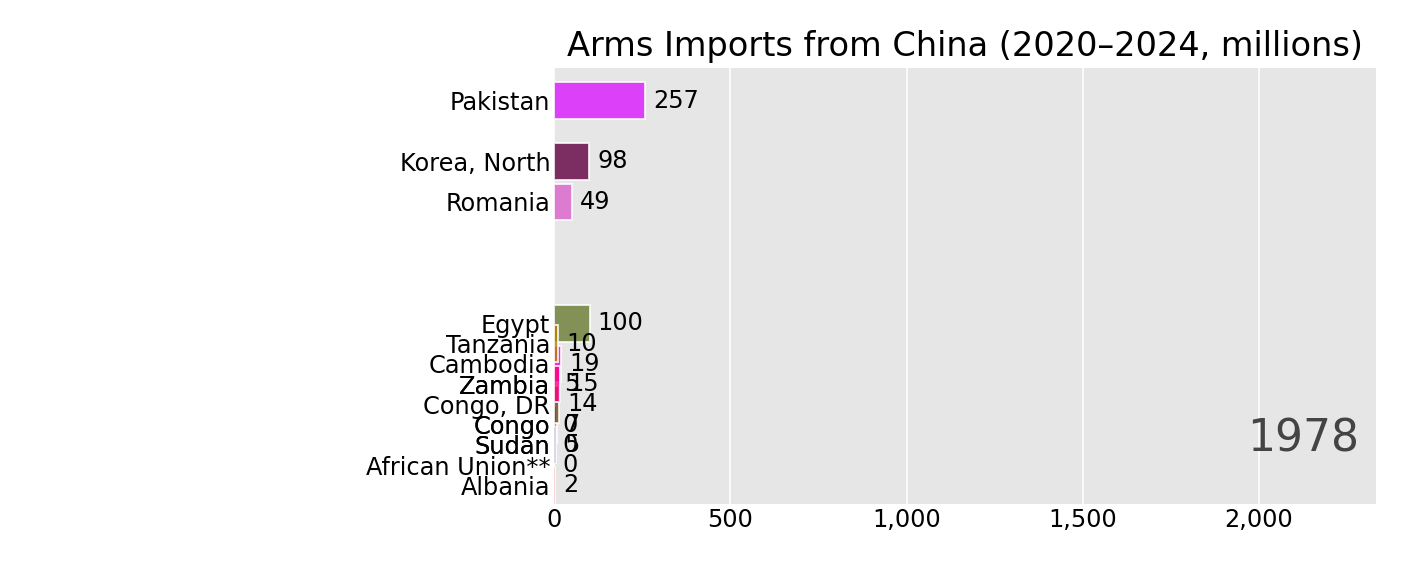 Arms Imports from China (2020–2024, millions)
Pakistan 257
Korea, North 98
Romania 49
Egypt 100
Tanzania 10
Cambodia 19
Zambia 15
Congo, DR 14
Congo 0
Sudan
African Union** 0
Albania 2
1978
0 500 1,000 1,500 2,000